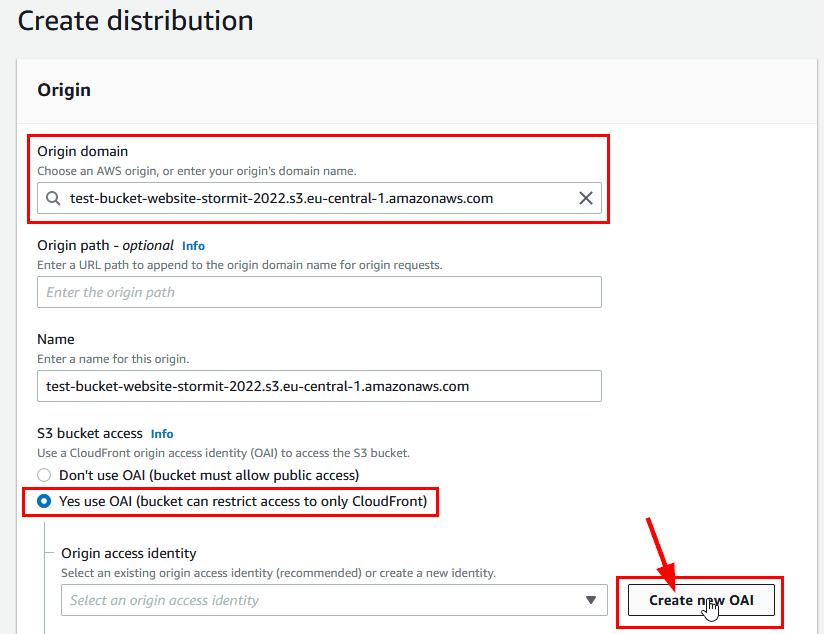 Create distribution
Origin
Origin domain
Choose an AWS origin, or enter your origin's domain name.
test-bucket-website-stormit-2022.s3.eu-central-1.amazonaws.com
Origin path - optional Info
Enter a URL path to append to the origin domain name for origin requests.
Enter the origin path
Name
Enter a name for this origin.
test-bucket-website-stormit-2022.s3.eu-central-1.amazonaws.com
S3 bucket access Info
Use a CloudFront origin access identity (OAI) to access the S3 bucket.
Don't use OAI (bucket must allow public access)
Yes use OAI (bucket can restrict access to only CloudFront)
Origin access identity
Select an existing origin access identity (recommended) or create a new identity.
Select an origin access identity
Create new OAI